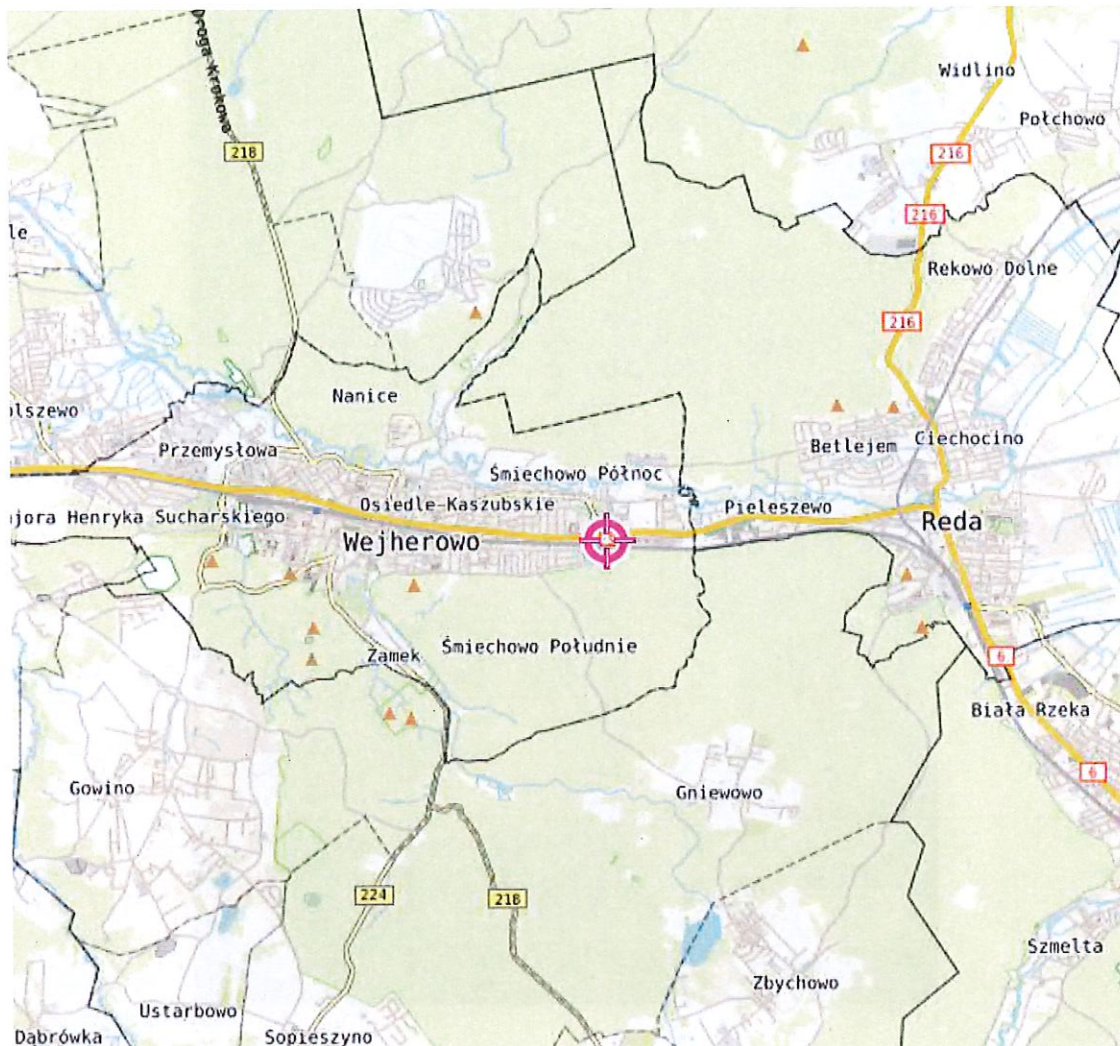 Droga Krokowa
Widlino
Połchowo
218
216
216
le
Rekowo Dolne
216
Nanice
olszewo
Przemysłowa
Betlejem
Ciechocino
Śmiechowo Północ
Osiedle-Kaszubskie
Pieleszewo
ajora Henryka Sucharskiego
Wejherowo
Reda
Zamek
Śmiechowo Południe
6
Biała Rzeka
6
Gowino
Gniewowo
224
218
Szmelta
Zbychowo
Ustarbowo
Dąbrówka
Sopieszyno